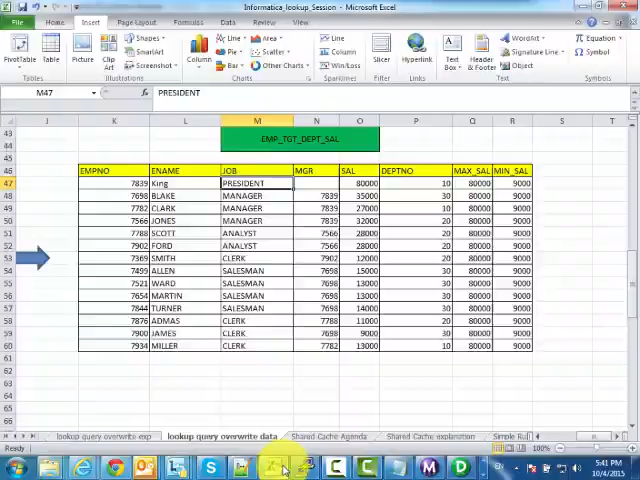 Informatica_lookup_Session - Microsoft Excel
File Home Insert Page Layout Formulas Data Review View
PivotTable Table Picture Clip Art Shapes SmartArt Screenshot Column Line Pie Bar Area Scatter Line Column Win/Loss Slicer Hyperlink Text Box Header & Footer WordArt Signature Line Object Equation Symbol
Tables Illustrations Charts Sparklines Filter Links Text Symbols
M47 PRESIDENT
J K L M N O P Q R S T
43
44 EMP_TGT_DEPT_SAL
45
46 EMPNO ENAME JOB MGR SAL DEPTNO MAX_SAL MIN_SAL
47 7839 King PRESIDENT 80000 10 80000 9000
48 7698 BLAKE MANAGER 7839 35000 30 80000 9000
49 7782 CLARK MANAGER 7839 27000 10 80000 9000
50 7566 JONES MANAGER 7839 32000 20 80000 9000
51 7788 SCOTT ANALYST 7566 28000 20 80000 9000
52 7902 FORD ANALYST 7566 28000 20 80000 9000
53 7369 SMITH CLERK 7902 12000 20 80000 9000
54 7499 ALLEN SALESMAN 7698 15000 30 80000 9000
55 7521 WARD SALESMAN 7698 13000 30 80000 9000
56 7654 MARTIN SALESMAN 7698 13000 30 80000 9000
57 7844 TURNER SALESMAN 7698 14000 30 80000 9000
58 7876 ADMAS CLERK 7788 11000 20 80000 9000
59 7900 JAMES CLERK 7698 9000 30 80000 9000
60 7934 MILLER CLERK 7782 13000 10 80000 9000
61
62
63
64
65
66
lookup query overwrite exp lookup query overwrite data Shared Cache Agenda Shared Cache explanation Simple Rul
Ready 100%
EN 5:41 PM
10/4/2015